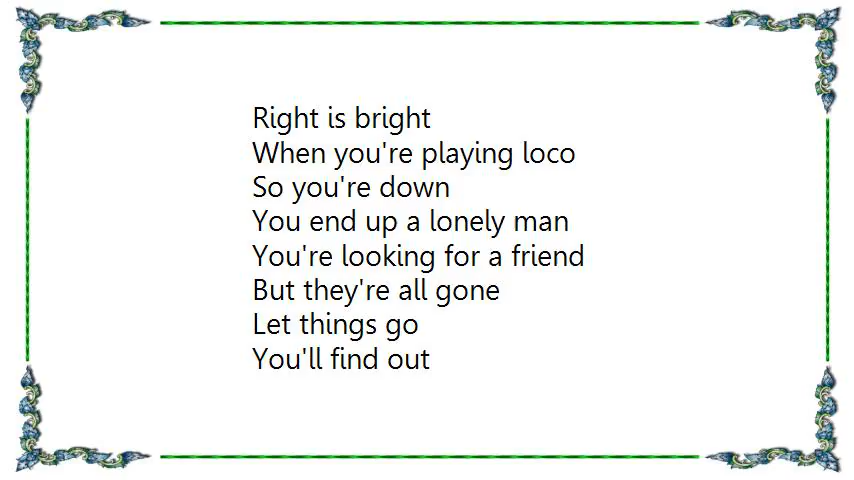 Right is bright
When you're playing loco
So you're down
You end up a lonely man
You're looking for a friend
But they're all gone
Let things go
You'll find out